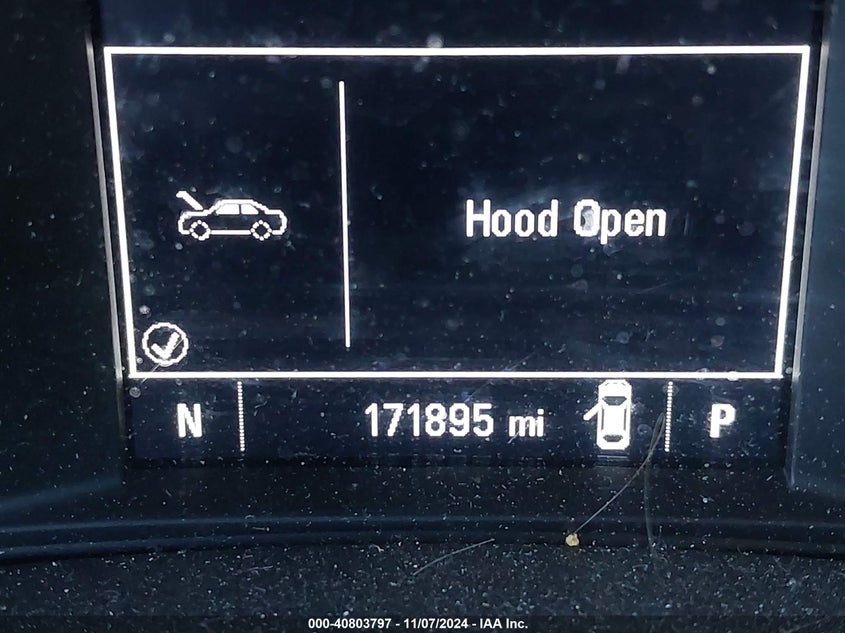 Hood Open
N 171895 mi P
000-40803797 - 11/07/2024 - IAA Inc.